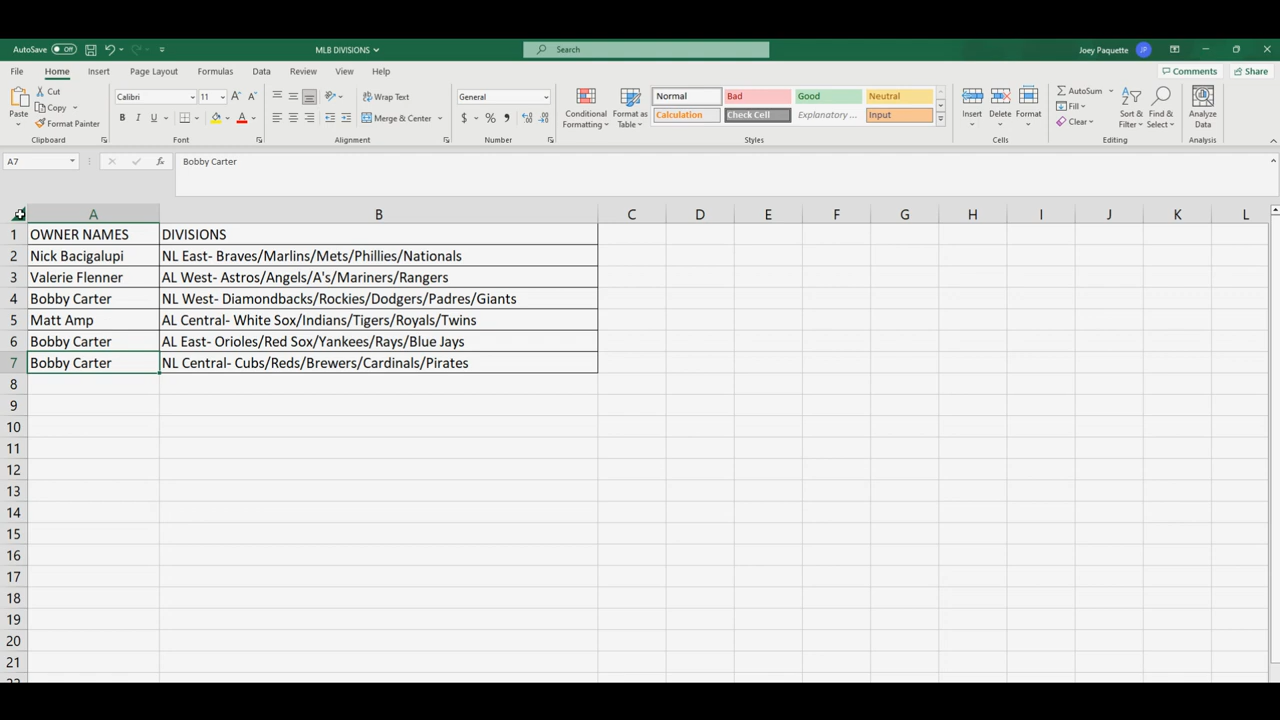 AutoSave Off MLB DIVISIONS Search Joey Paquette JP
File Home Insert Page Layout Formulas Data Review View Help Comments Share
Paste Cut Copy Format Painter Clipboard
Calibri 11 A A B I U A Font
Wrap Text Merge & Center Alignment
General $ % , Number
Conditional Formatting Format as Table Normal Bad Good Neutral
Calculation Check Cell Explanatory ... Input Styles
Insert Delete Format Cells
AutoSum Fill Clear Sort & Filter Find & Select Editing
Analyze Data Analysis
A7 fx Bobby Carter
A B C D E F G H I J K L
1 OWNER NAMES DIVISIONS
2 Nick Bacigalupi NL East- Braves/Marlins/Mets/Phillies/Nationals
3 Valerie Flenner AL West- Astros/Angels/A's/Mariners/Rangers
4 Bobby Carter NL West- Diamondbacks/Rockies/Dodgers/Padres/Giants
5 Matt Amp AL Central- White Sox/Indians/Tigers/Royals/Twins
6 Bobby Carter AL East- Orioles/Red Sox/Yankees/Rays/Blue Jays
7 Bobby Carter NL Central- Cubs/Reds/Brewers/Cardinals/Pirates
8
9
10
11
12
13
14
15
16
17
18
19
20
21